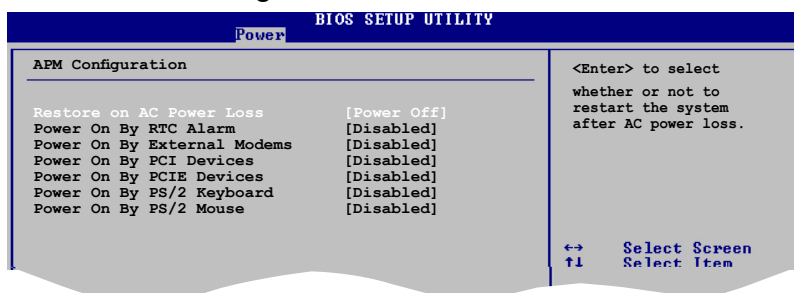 BIOS SETUP UTILITY
Power
APM Configuration
Restore on AC Power Loss [Power Off]
Power On By RTC Alarm [Disabled]
Power On By External Modems [Disabled]
Power On By PCI Devices [Disabled]
Power On By PCIE Devices [Disabled]
Power On By PS/2 Keyboard [Disabled]
Power On By PS/2 Mouse [Disabled]
<Enter> to select
whether or not to
restart the system
after AC power loss.
←→ Select Screen
↑↓ Select Item